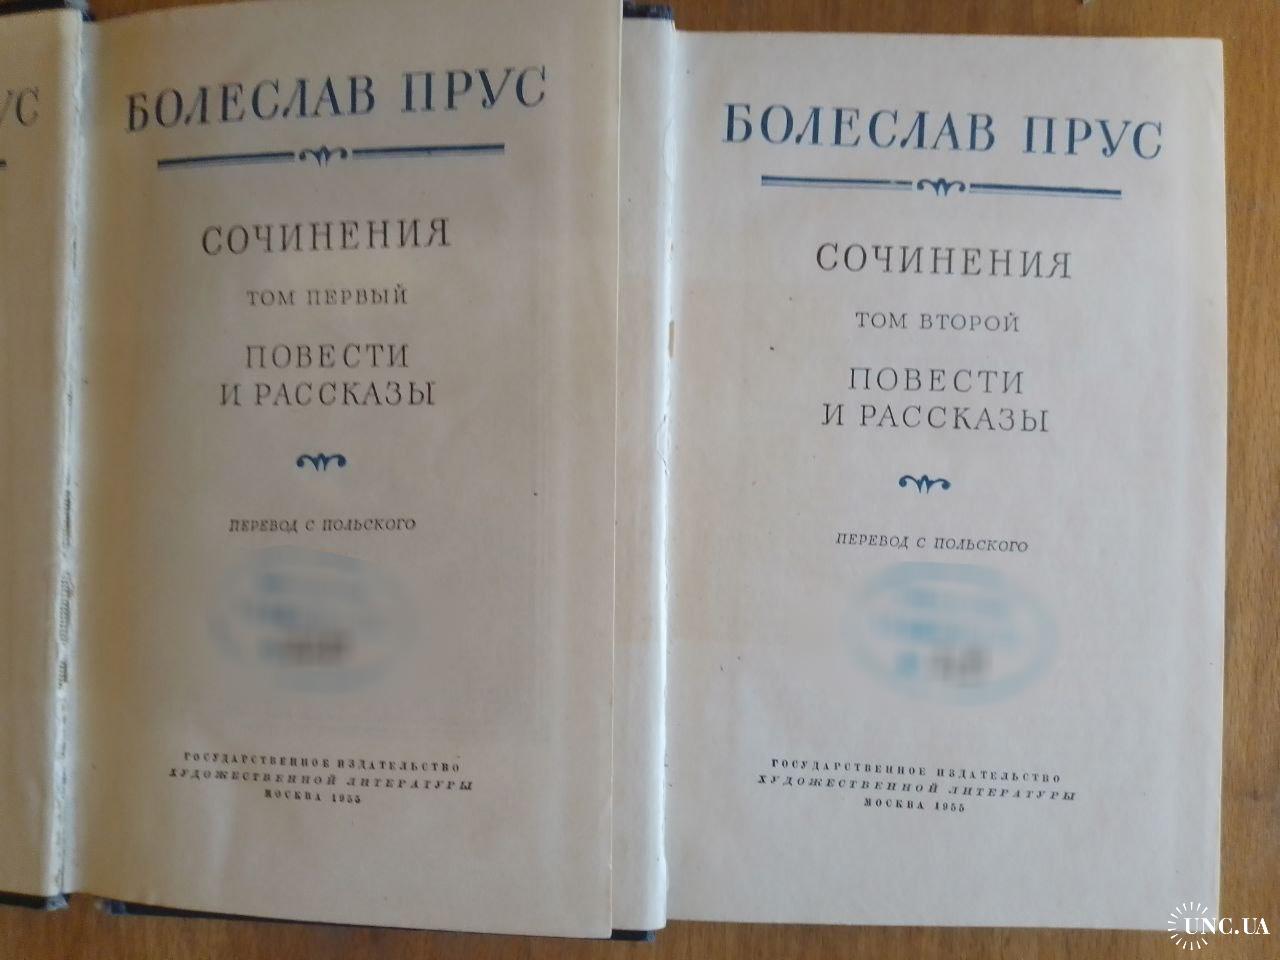 УС
БОЛЕСЛАВ ПРУС
СОЧИНЕНИЯ
ТОМ ПЕРВЫЙ
ПОВЕСТИ
И РАССКАЗЫ
ПЕРЕВОД С ПОЛЬСКОГО
ГОСУДАРСТВЕННОЕ ИЗДАТЕЛЬСТВО
ХУДОЖЕСТВЕННОЙ ЛИТЕРАТУРЫ
МОСКВА 1955
БОЛЕСЛАВ ПРУС
СОЧИНЕНИЯ
ТОМ ВТОРОЙ
ПОВЕСТИ
И РАССКАЗЫ
ПЕРЕВОД С ПОЛЬСКОГО
ГОСУДАРСТВЕННОЕ ИЗДАТЕЛЬСТВО
ХУДОЖЕСТВЕННОЙ ЛИТЕРАТУРЫ
МОСКВА 1955
UNC.UA